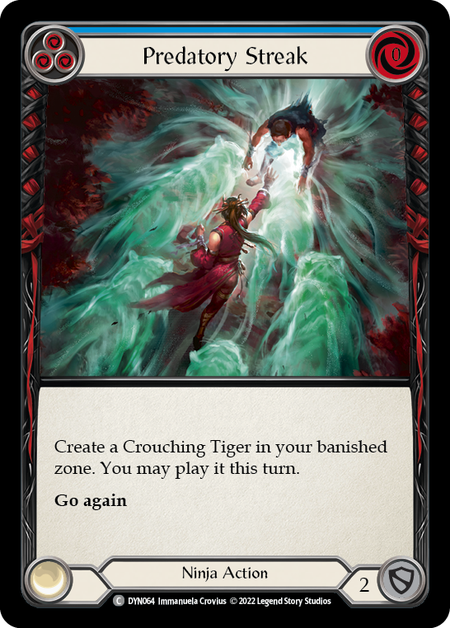 Predatory Streak
0
Create a Crouching Tiger in your banished
zone. You may play it this turn.
Go again
Ninja Action
2
C DYN064 Immanuela Crovius © 2022 Legend Story Studios